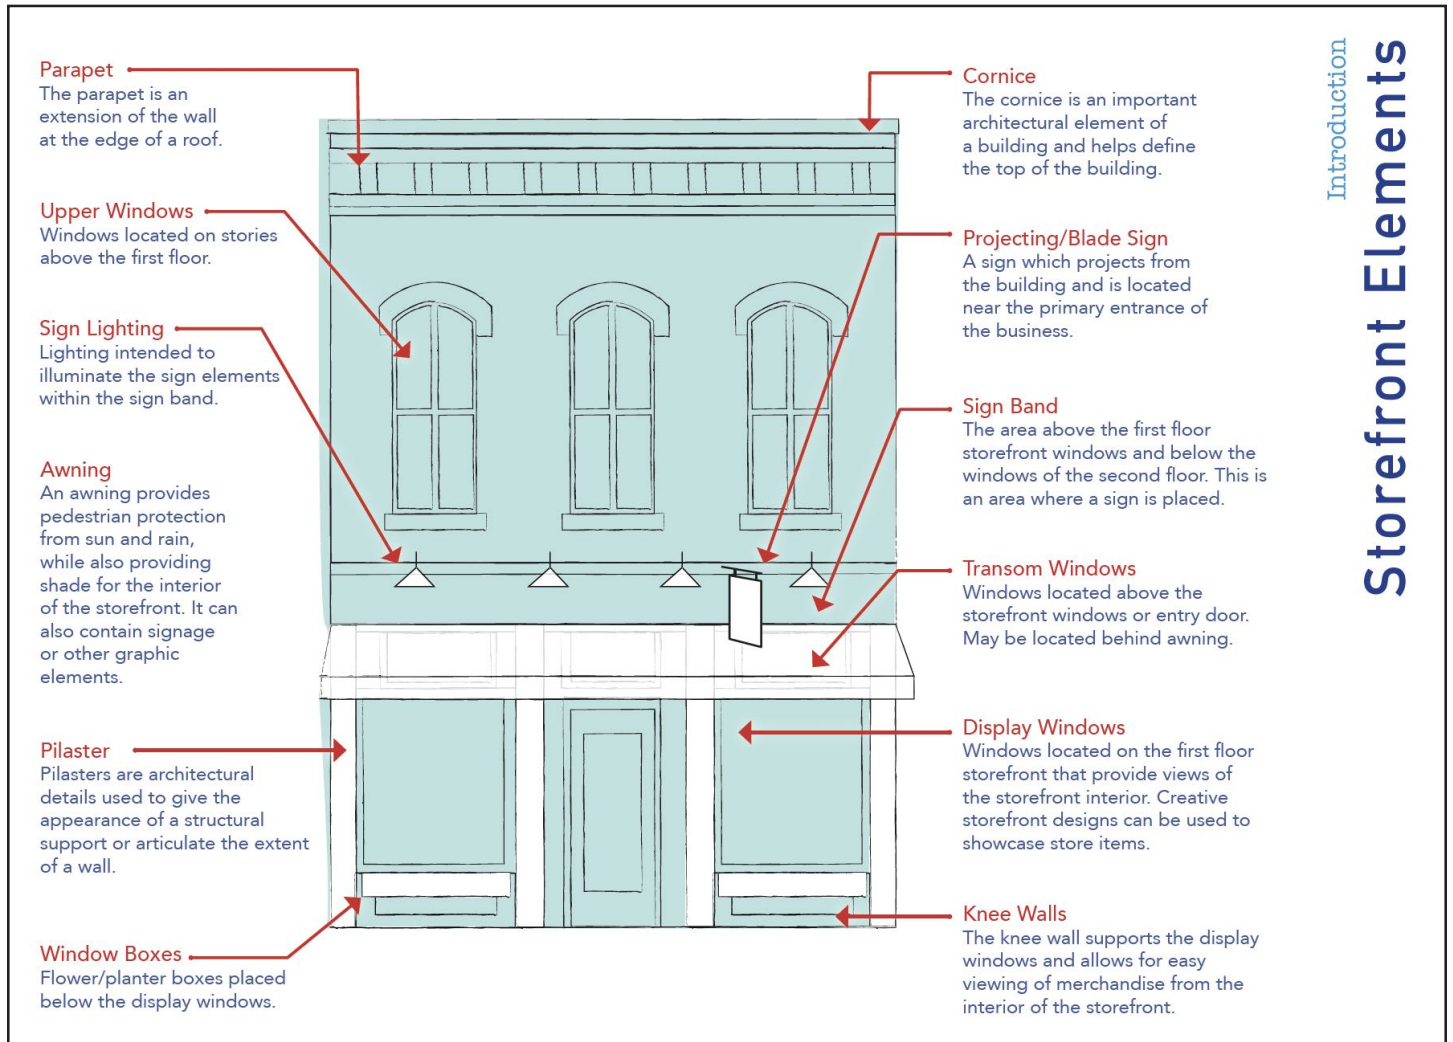 Introduction
Storefront Elements
Parapet
The parapet is an
extension of the wall
at the edge of a roof.
Upper Windows
Windows located on stories
above the first floor.
Sign Lighting
Lighting intended to
illuminate the sign elements
within the sign band.
Awning
An awning provides
pedestrian protection
from sun and rain,
while also providing
shade for the interior
of the storefront. It can
also contain signage
or other graphic
elements.
Pilaster
Pilasters are architectural
details used to give the
appearance of a structural
support or articulate the extent
of a wall.
Window Boxes
Flower/planter boxes placed
below the display windows.
Cornice
The cornice is an important
architectural element of
a building and helps define
the top of the building.
Projecting/Blade Sign
A sign which projects from
the building and is located
near the primary entrance of
the business.
Sign Band
The area above the first floor
storefront windows and below the
windows of the second floor. This is
an area where a sign is placed.
Transom Windows
Windows located above the
storefront windows or entry door.
May be located behind awning.
Display Windows
Windows located on the first floor
storefront that provide views of
the storefront interior. Creative
storefront designs can be used to
showcase store items.
Knee Walls
The knee wall supports the display
windows and allows for easy
viewing of merchandise from the
interior of the storefront.